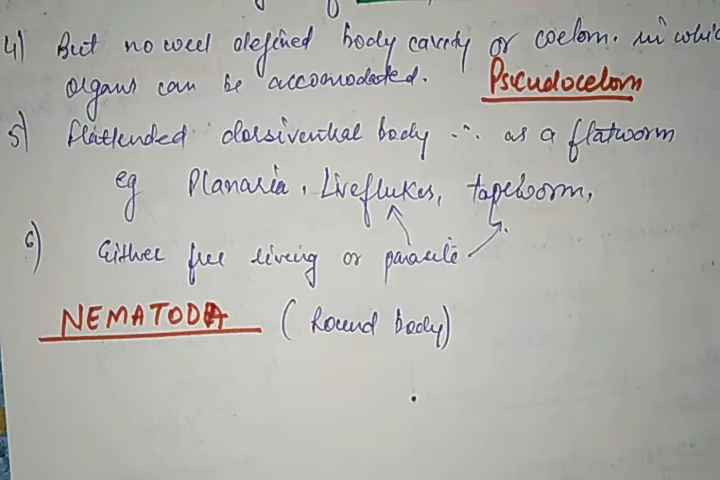 4) But no well defined body cavity or coelom. in which
organs can be accomodated. Pseudocelom
5) flattended dorsiventral body ∴ as a flatworm
eg Planaria, Liveflukes, tapeworm,
6) Either free living or parasite
NEMATODA (Round body)